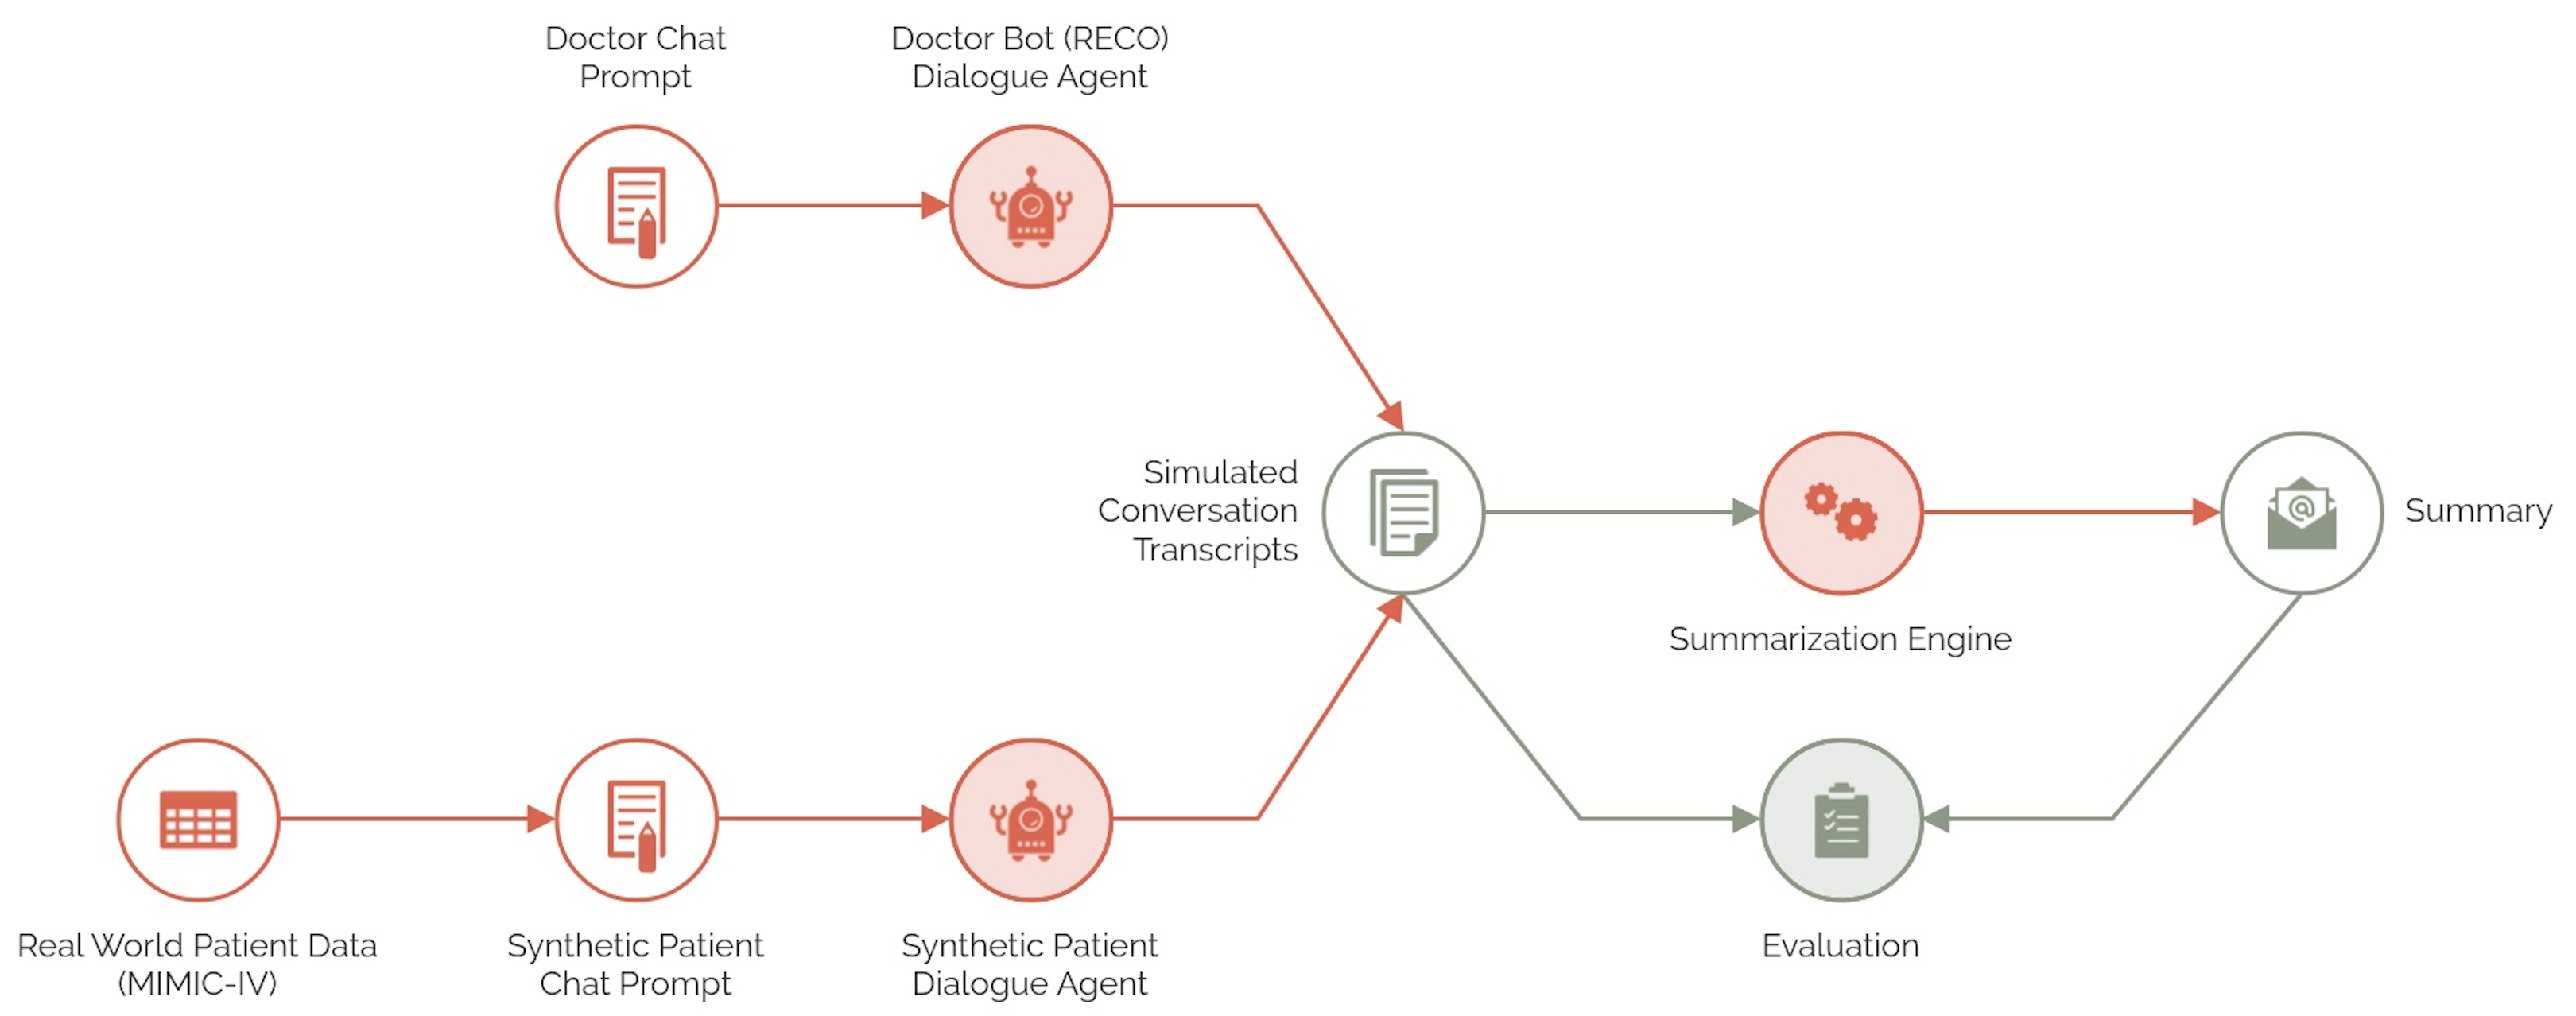 Doctor Chat
Prompt
Doctor Bot (RECO)
Dialogue Agent
Simulated
Conversation
Transcripts
@
Summary
Summarization Engine
Real World Patient Data
(MIMIC-IV)
Synthetic Patient
Chat Prompt
Synthetic Patient
Dialogue Agent
Evaluation